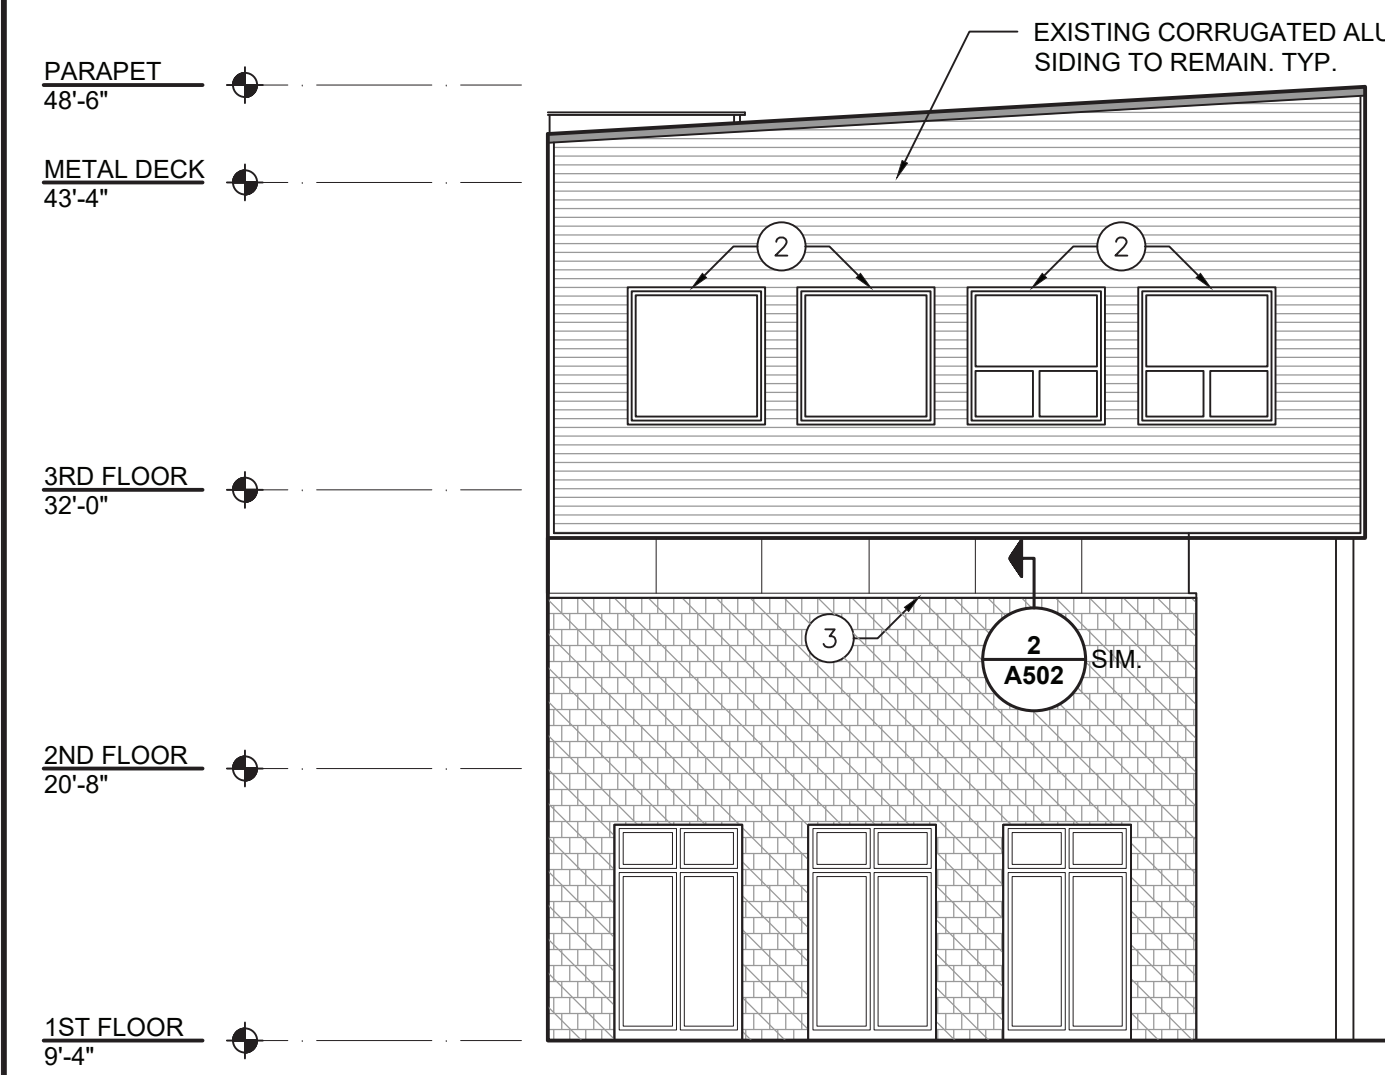 EXISTING CORRUGATED
SIDING TO REMAIN. TYP.
PARAPET
48'-6"
METAL DECK
43'-4"
2
2
3RD FLOOR
32'-0"
3
2
A502
SIM.
2ND FLOOR
20'-8"
1ST FLOOR
9'-4"